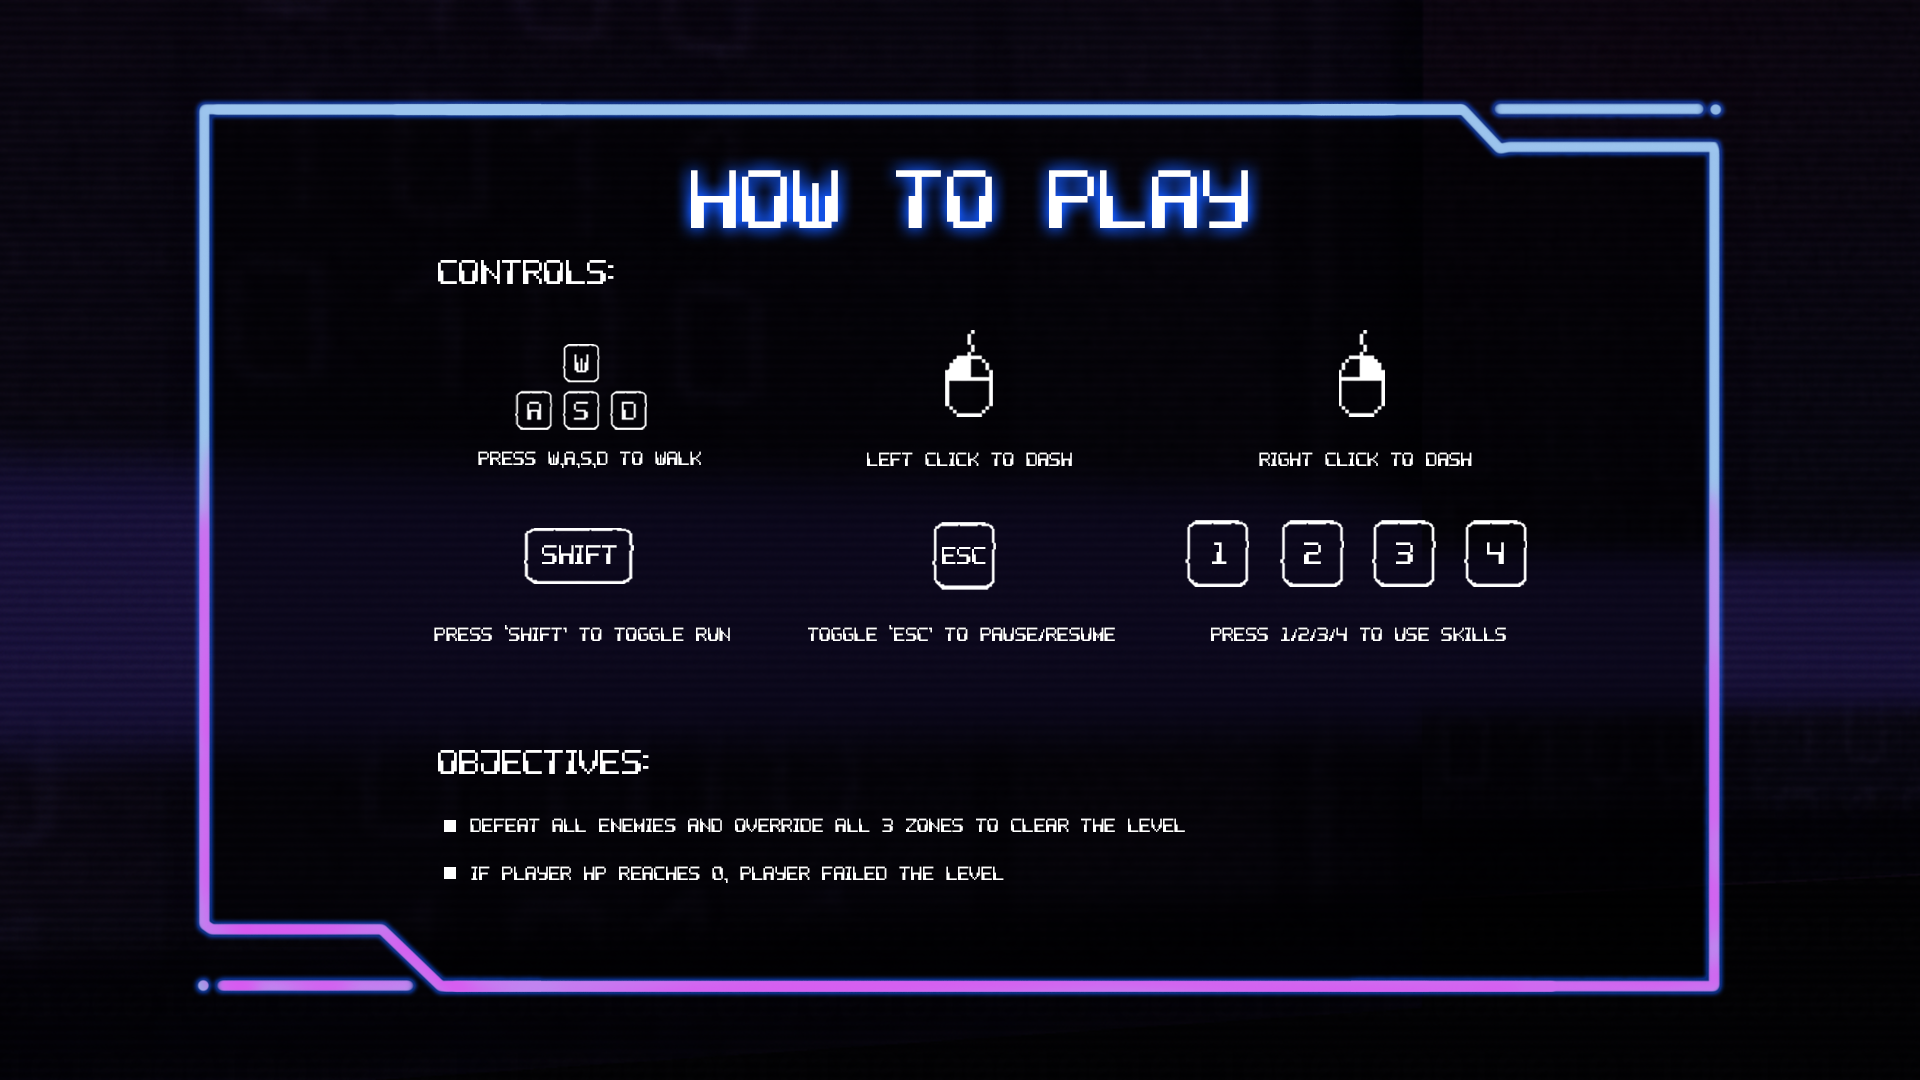 HOW TO PLAY
CONTROLS:
W
A S D
PRESS W,A,S,D TO WALK
LEFT CLICK TO DASH
RIGHT CLICK TO DASH
SHIFT
ESC
1 2 3 4
PRESS 'SHIFT' TO TOGGLE RUN
TOGGLE 'ESC' TO PAUSE/RESUME
PRESS 1/2/3/4 TO USE SKILLS
OBJECTIVES:
DEFEAT ALL ENEMIES AND OVERRIDE ALL 3 ZONES TO CLEAR THE LEVEL
IF PLAYER HP REACHES 0, PLAYER FAILED THE LEVEL